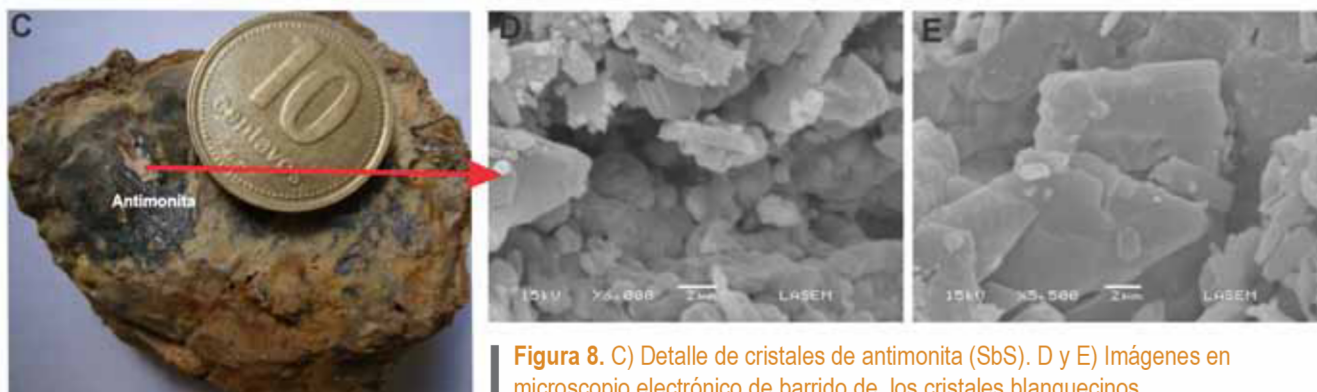 C
10
Centavos
Antimonita
D
15kV X6.000 2μm LASEM
E
15kV X5.500 2μm LASEM
Figura 8. C) Detalle de cristales de antimonita (SbS). D y E) Imágenes en
microscopio electrónico de barrido de los cristales blanquecinos